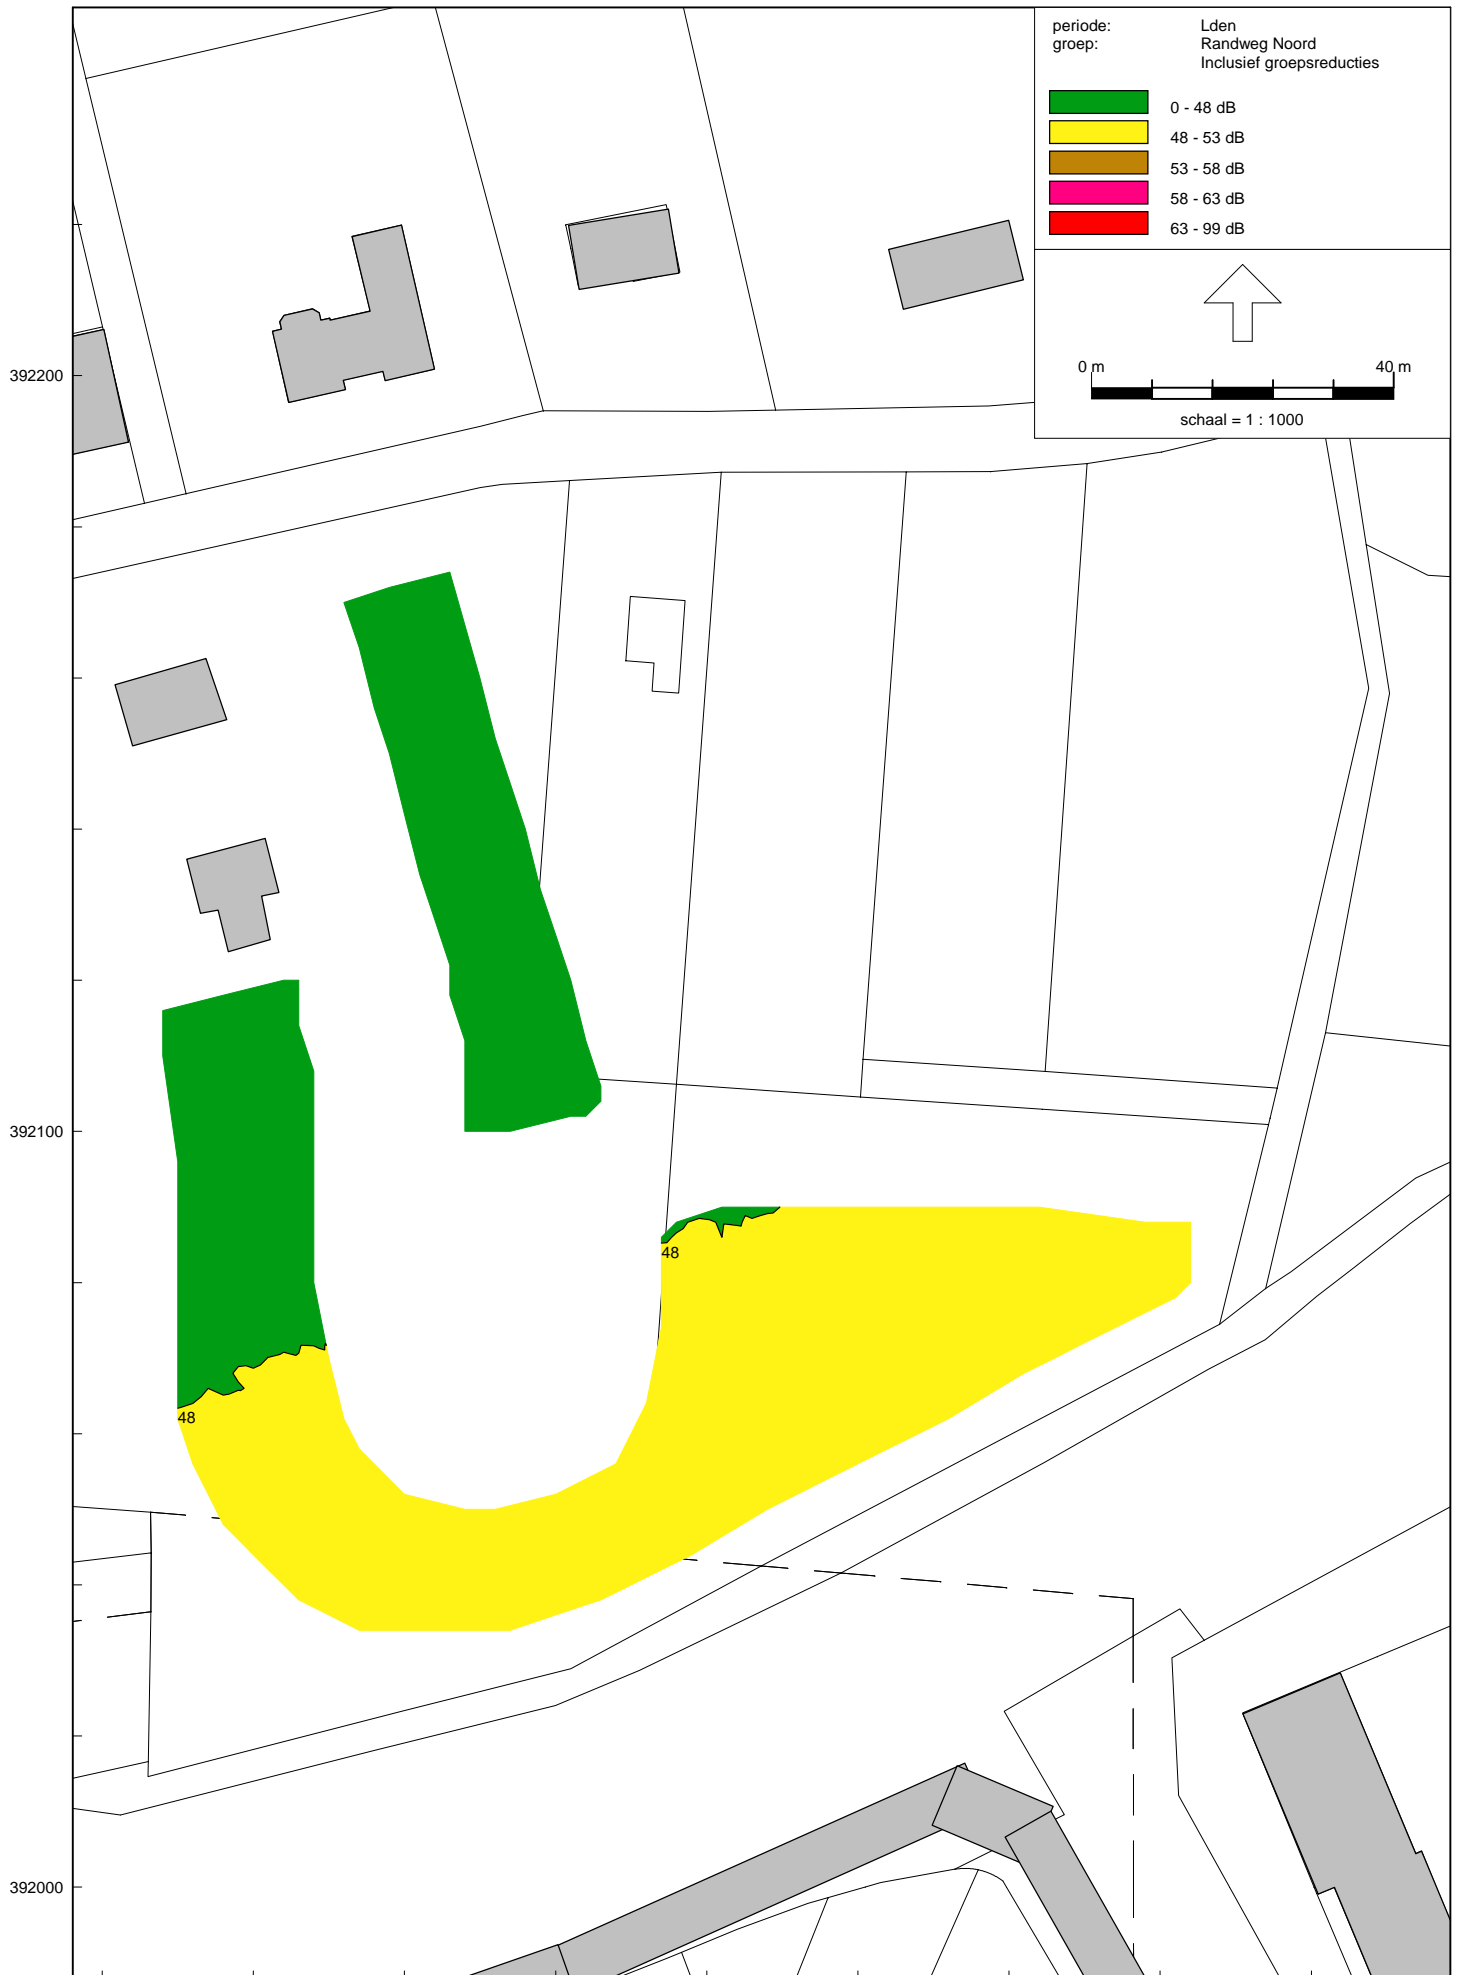 periode: Lden
groep: Randweg Noord
Inclusief groepsreducties
0 - 48 dB
48 - 53 dB
53 - 58 dB
58 - 63 dB
63 - 99 dB
0 m 40 m
schaal = 1 : 1000
392200
392100
48
48
392000